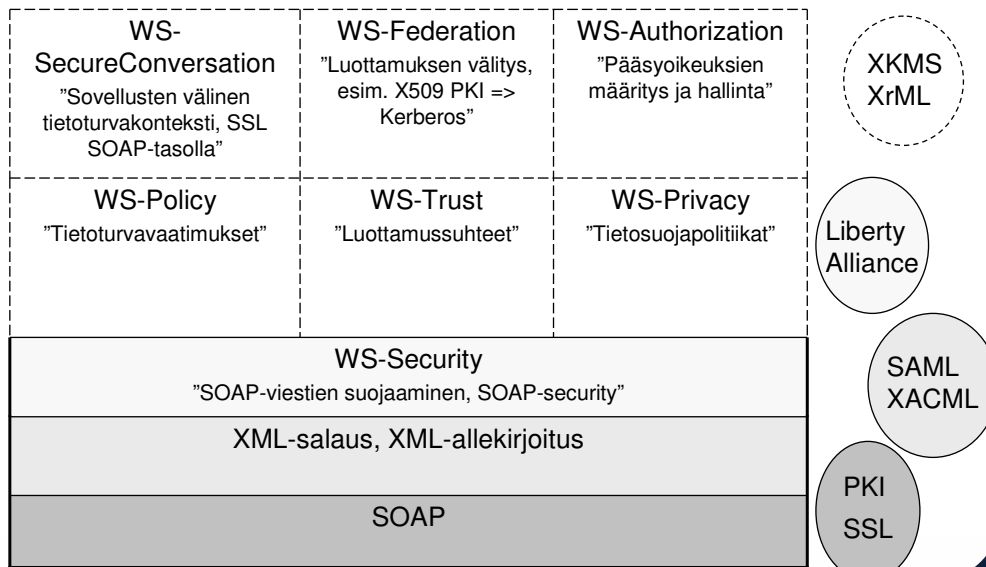 WS-
SecureConversation
”Sovellusten välinen
tietoturvakonteksti, SSL
SOAP-tasolla”
WS-Federation
”Luottamuksen välitys,
esim. X509 PKI =>
Kerberos”
WS-Authorization
”Pääsyoikeuksien
määritys ja hallinta”
XKMS
XrML
WS-Policy
”Tietoturvavaatimukset”
WS-Trust
”Luottamussuhteet”
WS-Privacy
”Tietosuojapolitiikat”
Liberty
Alliance
WS-Security
”SOAP-viestien suojaaminen, SOAP-security”
SAML
XACML
XML-salaus, XML-allekirjoitus
SOAP
PKI
SSL